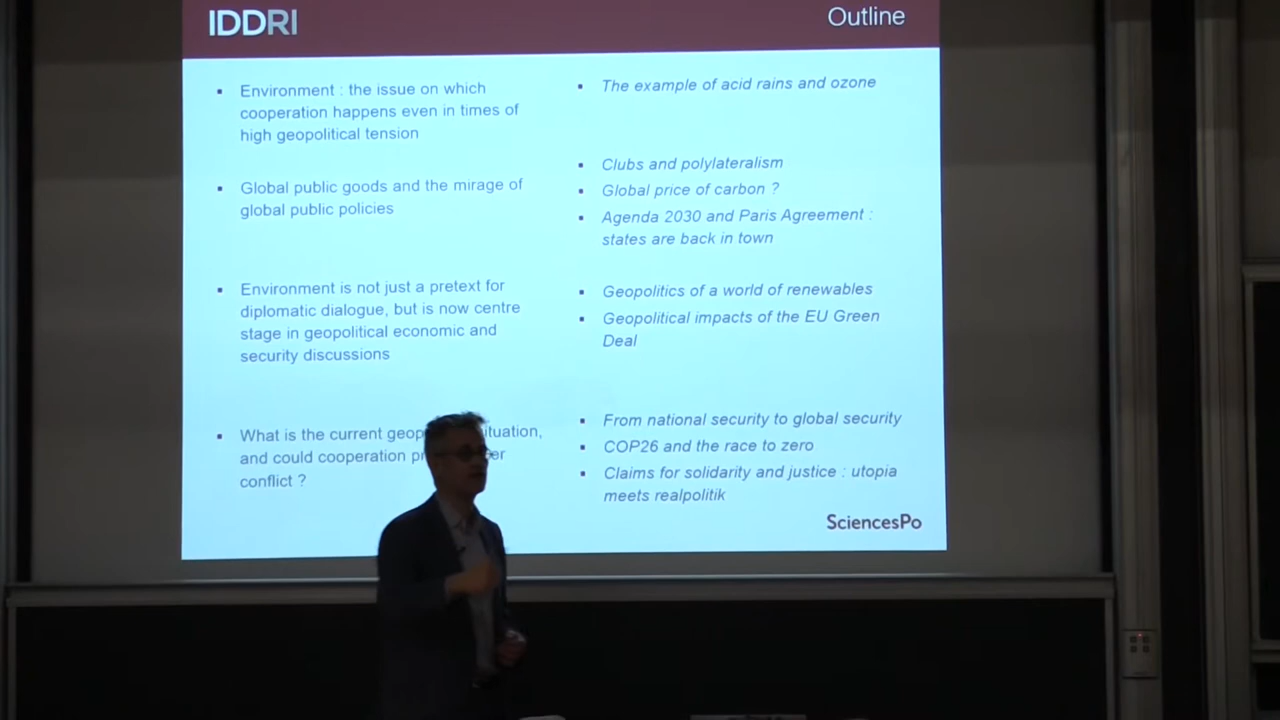 IDDRI
Outline
Environment : the issue on which
cooperation happens even in times of
high geopolitical tension
The example of acid rains and ozone
Global public goods and the mirage of
global public policies
Clubs and polylateralism
Global price of carbon ?
Agenda 2030 and Paris Agreement :
states are back in town
Environment is not just a pretext for
diplomatic dialogue, but is now centre
stage in geopolitical economic and
security discussions
Geopolitics of a world of renewables
Geopolitical impacts of the EU Green
Deal
What is the current situation,
and could cooperation
conflict ?
From national security to global security
COP26 and the race to zero
Claims for solidarity and justice : utopia
meets realpolitik
SciencesPo